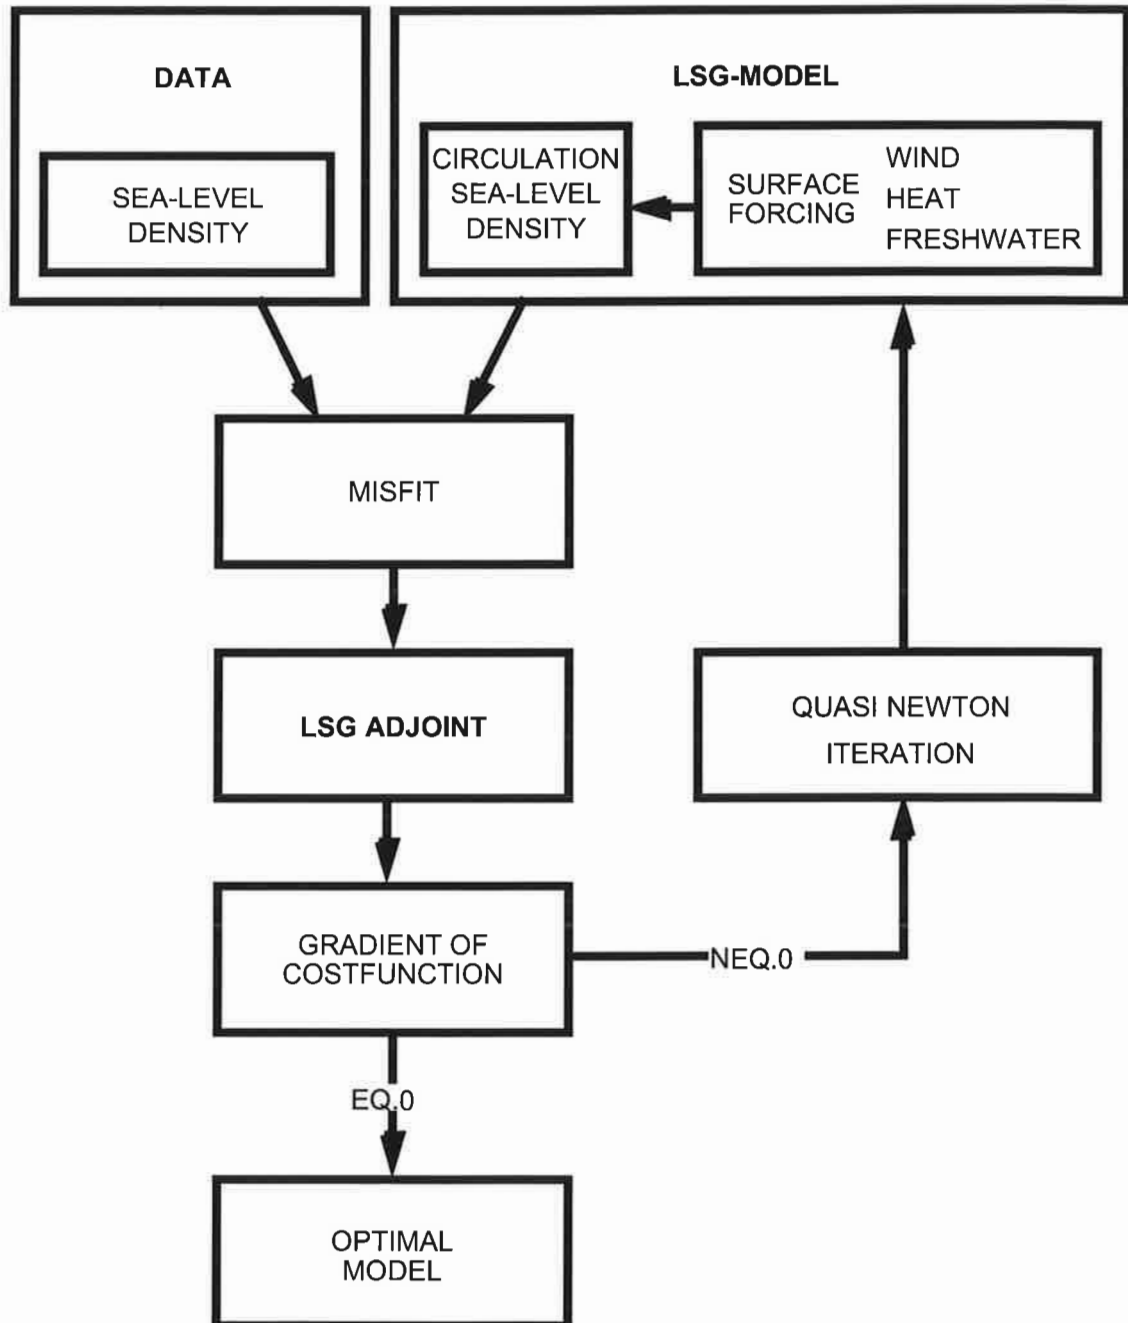 DATA
SEA-LEVEL
DENSITY
LSG-MODEL
CIRCULATION
SEA-LEVEL
DENSITY
SURFACE
FORCING
WIND
HEAT
FRESHWATER
MISFIT
LSG ADJOINT
QUASI NEWTON
ITERATION
GRADIENT OF
COSTFUNCTION
NEQ.0
EQ.0
OPTIMAL
MODEL